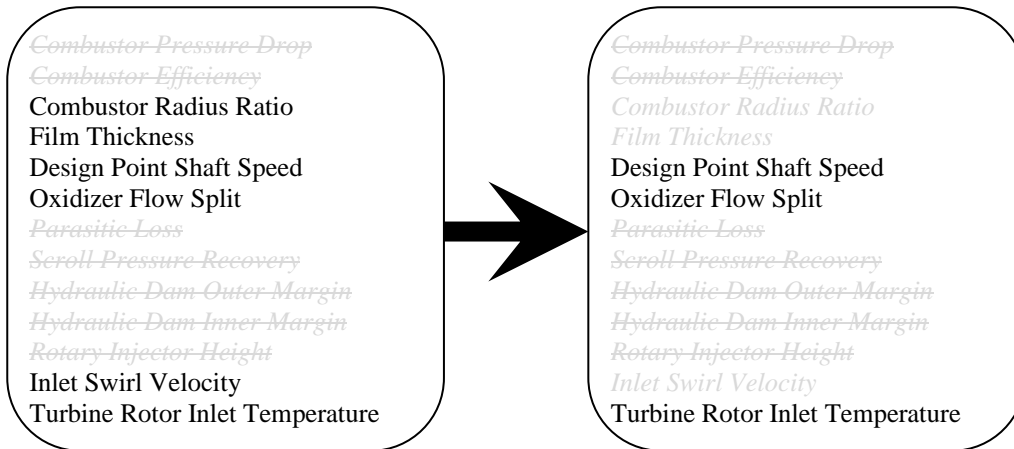 Combustor Pressure Drop
Combustor Efficiency
Combustor Radius Ratio
Film Thickness
Design Point Shaft Speed
Oxidizer Flow Split
Parasitic Loss
Scroll Pressure Recovery
Hydraulic Dam Outer Margin
Hydraulic Dam Inner Margin
Rotary Injector Height
Inlet Swirl Velocity
Turbine Rotor Inlet Temperature
Combustor Pressure Drop
Combustor Efficiency
Combustor Radius Ratio
Film Thickness
Design Point Shaft Speed
Oxidizer Flow Split
Parasitic Loss
Scroll Pressure Recovery
Hydraulic Dam Outer Margin
Hydraulic Dam Inner Margin
Rotary Injector Height
Inlet Swirl Velocity
Turbine Rotor Inlet Temperature